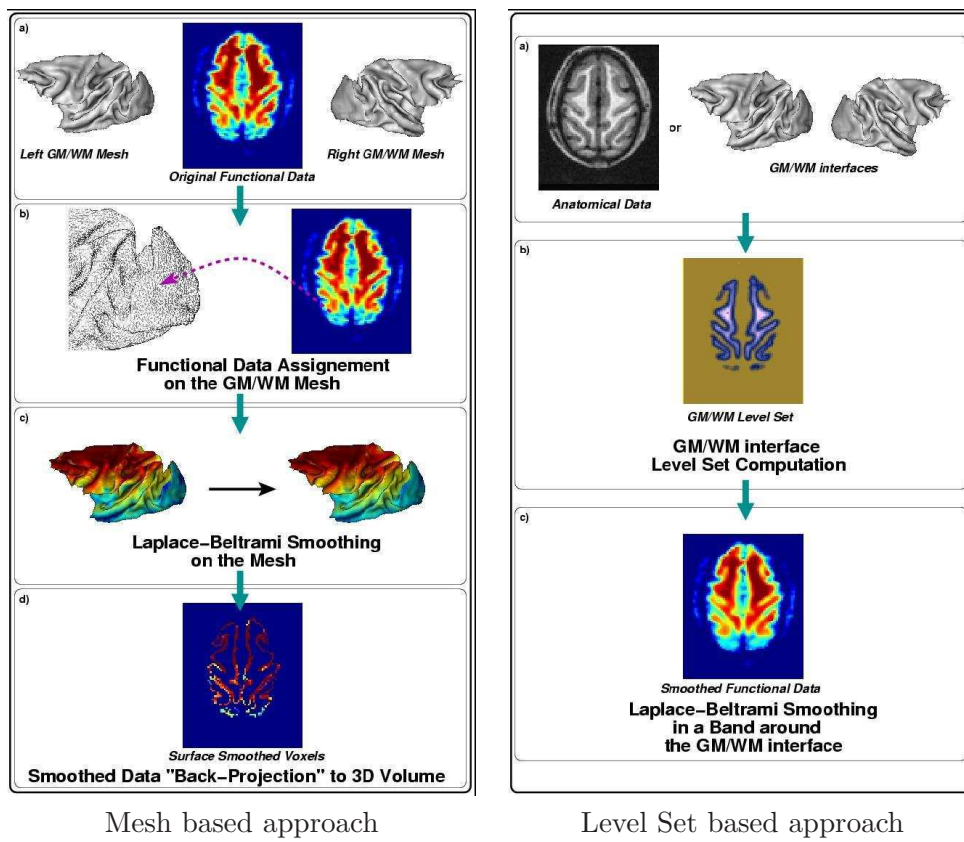 a)
Left GM/WM Mesh
Right GM/WM Mesh
Original Functional Data
b)
Functional Data Assignement
on the GM/WM Mesh
c)
Laplace-Beltrami Smoothing
on the Mesh
d)
Surface Smoothed Voxels
Smoothed Data "Back-Projection" to 3D Volume
Mesh based approach
a)
or
GM/WM interfaces
Anatomical Data
b)
GM/WM Level Set
GM/WM interface
Level Set Computation
c)
Smoothed Functional Data
Laplace-Beltrami Smoothing
in a Band around
the GM/WM interface
Level Set based approach